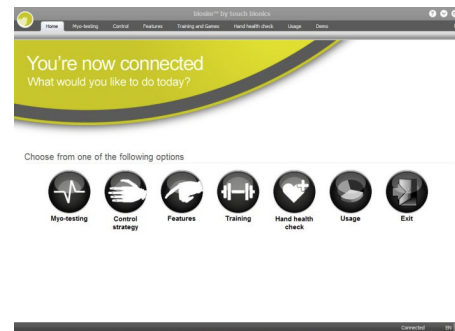 biosim™ by touch bionics
Home Myo-testing Control Features Training and Games Hand health check Usage Demo
You're now connected
What would you like to do today?
Choose from one of the following options
Myo-testing Control strategy Features Training Hand health check Usage Exit
Connected EN